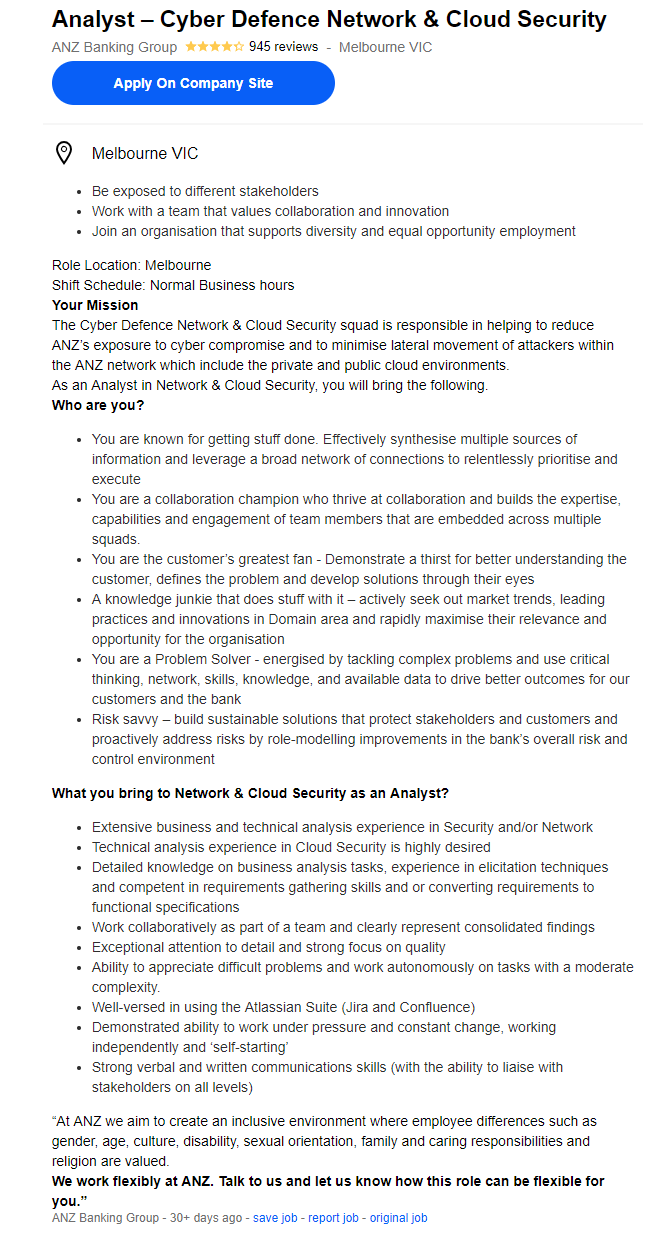 Analyst – Cyber Defence Network & Cloud Security
ANZ Banking Group 945 reviews - Melbourne VIC
Apply On Company Site
Melbourne VIC
• Be exposed to different stakeholders
• Work with a team that values collaboration and innovation
• Join an organisation that supports diversity and equal opportunity employment
Role Location: Melbourne
Shift Schedule: Normal Business hours
Your Mission
The Cyber Defence Network & Cloud Security squad is responsible in helping to reduce
ANZ's exposure to cyber compromise and to minimise lateral movement of attackers within
the ANZ network which include the private and public cloud environments.
As an Analyst in Network & Cloud Security, you will bring the following.
Who are you?
• You are known for getting stuff done. Effectively synthesise multiple sources of
information and leverage a broad network of connections to relentlessly prioritise and
execute
• You are a collaboration champion who thrive at collaboration and builds the expertise,
capabilities and engagement of team members that are embedded across multiple
squads.
• You are the customer's greatest fan - Demonstrate a thirst for better understanding the
customer, defines the problem and develop solutions through their eyes
• A knowledge junkie that does stuff with it – actively seek out market trends, leading
practices and innovations in Domain area and rapidly maximise their relevance and
opportunity for the organisation
• You are a Problem Solver - energised by tackling complex problems and use critical
thinking, network, skills, knowledge, and available data to drive better outcomes for our
customers and the bank
• Risk savvy – build sustainable solutions that protect stakeholders and customers and
proactively address risks by role-modelling improvements in the bank's overall risk and
control environment
What you bring to Network & Cloud Security as an Analyst?
• Extensive business and technical analysis experience in Security and/or Network
• Technical analysis experience in Cloud Security is highly desired
• Detailed knowledge on business analysis tasks, experience in elicitation techniques
and competent in requirements gathering skills and or converting requirements to
functional specifications
• Work collaboratively as part of a team and clearly represent consolidated findings
• Exceptional attention to detail and strong focus on quality
• Ability to appreciate difficult problems and work autonomously on tasks with a moderate
complexity.
• Well-versed in using the Atlassian Suite (Jira and Confluence)
• Demonstrated ability to work under pressure and constant change, working
independently and ‘self-starting’
• Strong verbal and written communications skills (with the ability to liaise with
stakeholders on all levels)
“At ANZ we aim to create an inclusive environment where employee differences such as
gender, age, culture, disability, sexual orientation, family and caring responsibilities and
religion are valued.
We work flexibly at ANZ. Talk to us and let us know how this role can be flexible for
you.”
ANZ Banking Group - 30+ days ago - save job - report job - original job